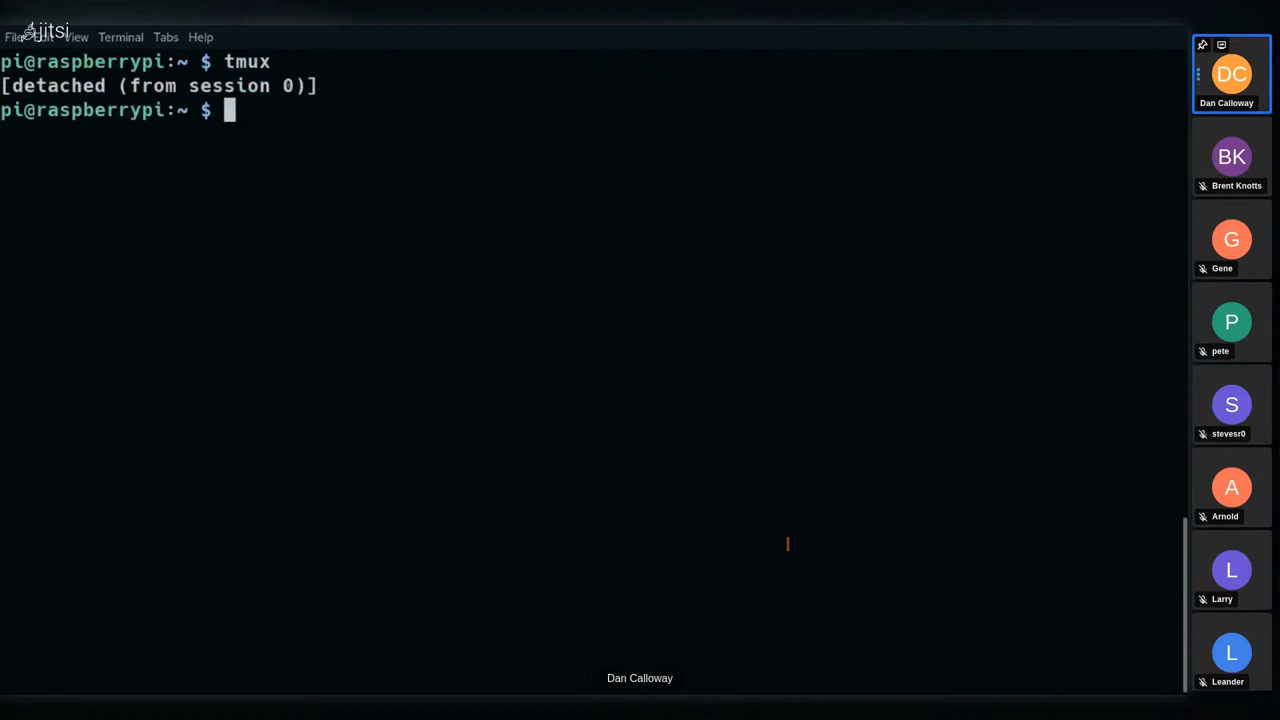 jitsi
File Edit View Terminal Tabs Help
pi@raspberrypi:~ $ tmux
[detached (from session 0)]
pi@raspberrypi:~ $
Dan Calloway
DC
Dan Calloway
BK
Brent Knotts
G
Gene
P
pete
S
stevesr0
A
Arnold
L
Larry
L
Leander